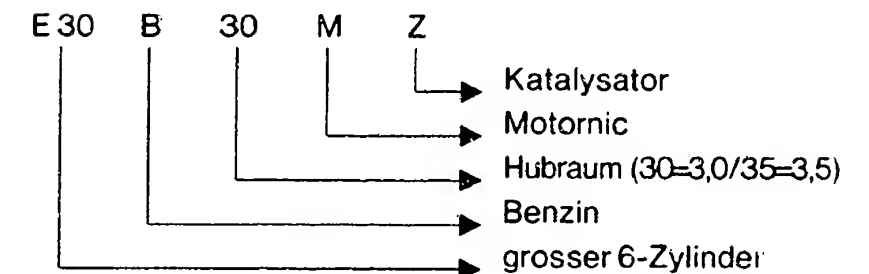 E30 B 30 M Z
Katalysator
Motornic
Hubraum (30=3,0/35=3,5)
Benzin
grosser 6-Zylinder